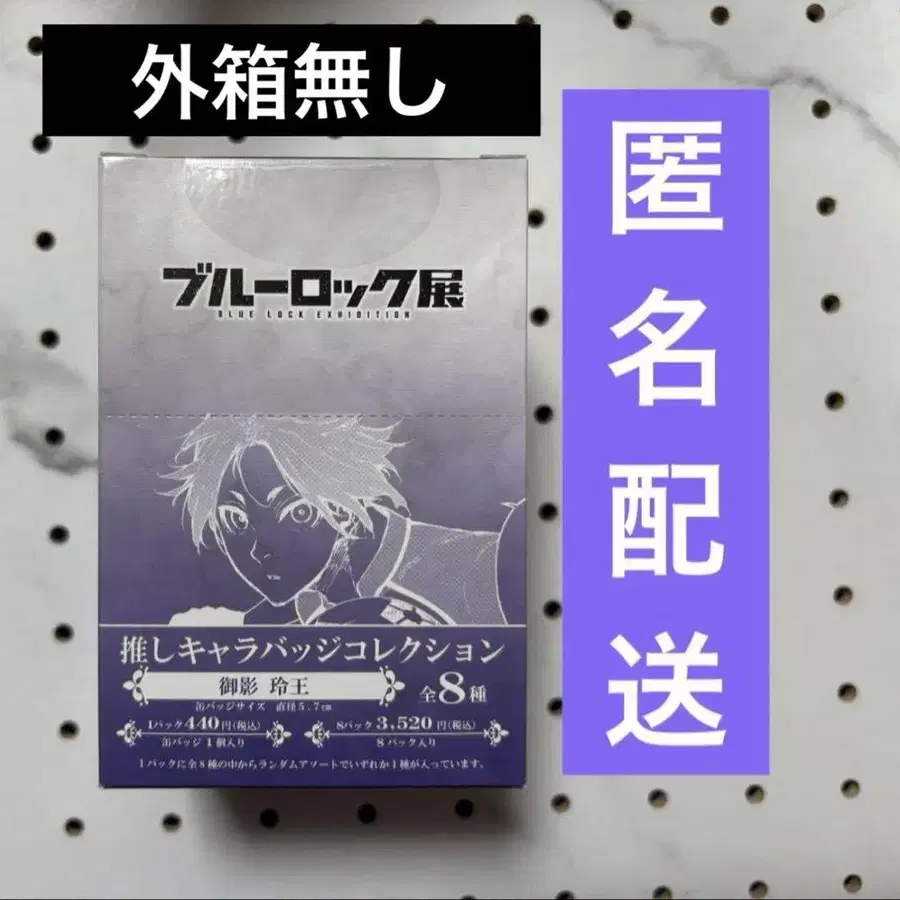 外箱無し
匿名配送
ブルーロック展
BLUE LOCK EXHIBITION
推しキャラバッジコレクション
御影 玲王
全8種
缶バッジサイズ 直径5.7cm
1パック440円(税込)
缶バッジ1個入り
8パック3,520円(税込)
8パック入り
1パックに全8種の中からランダムアソートでいずれか1種が入っています。